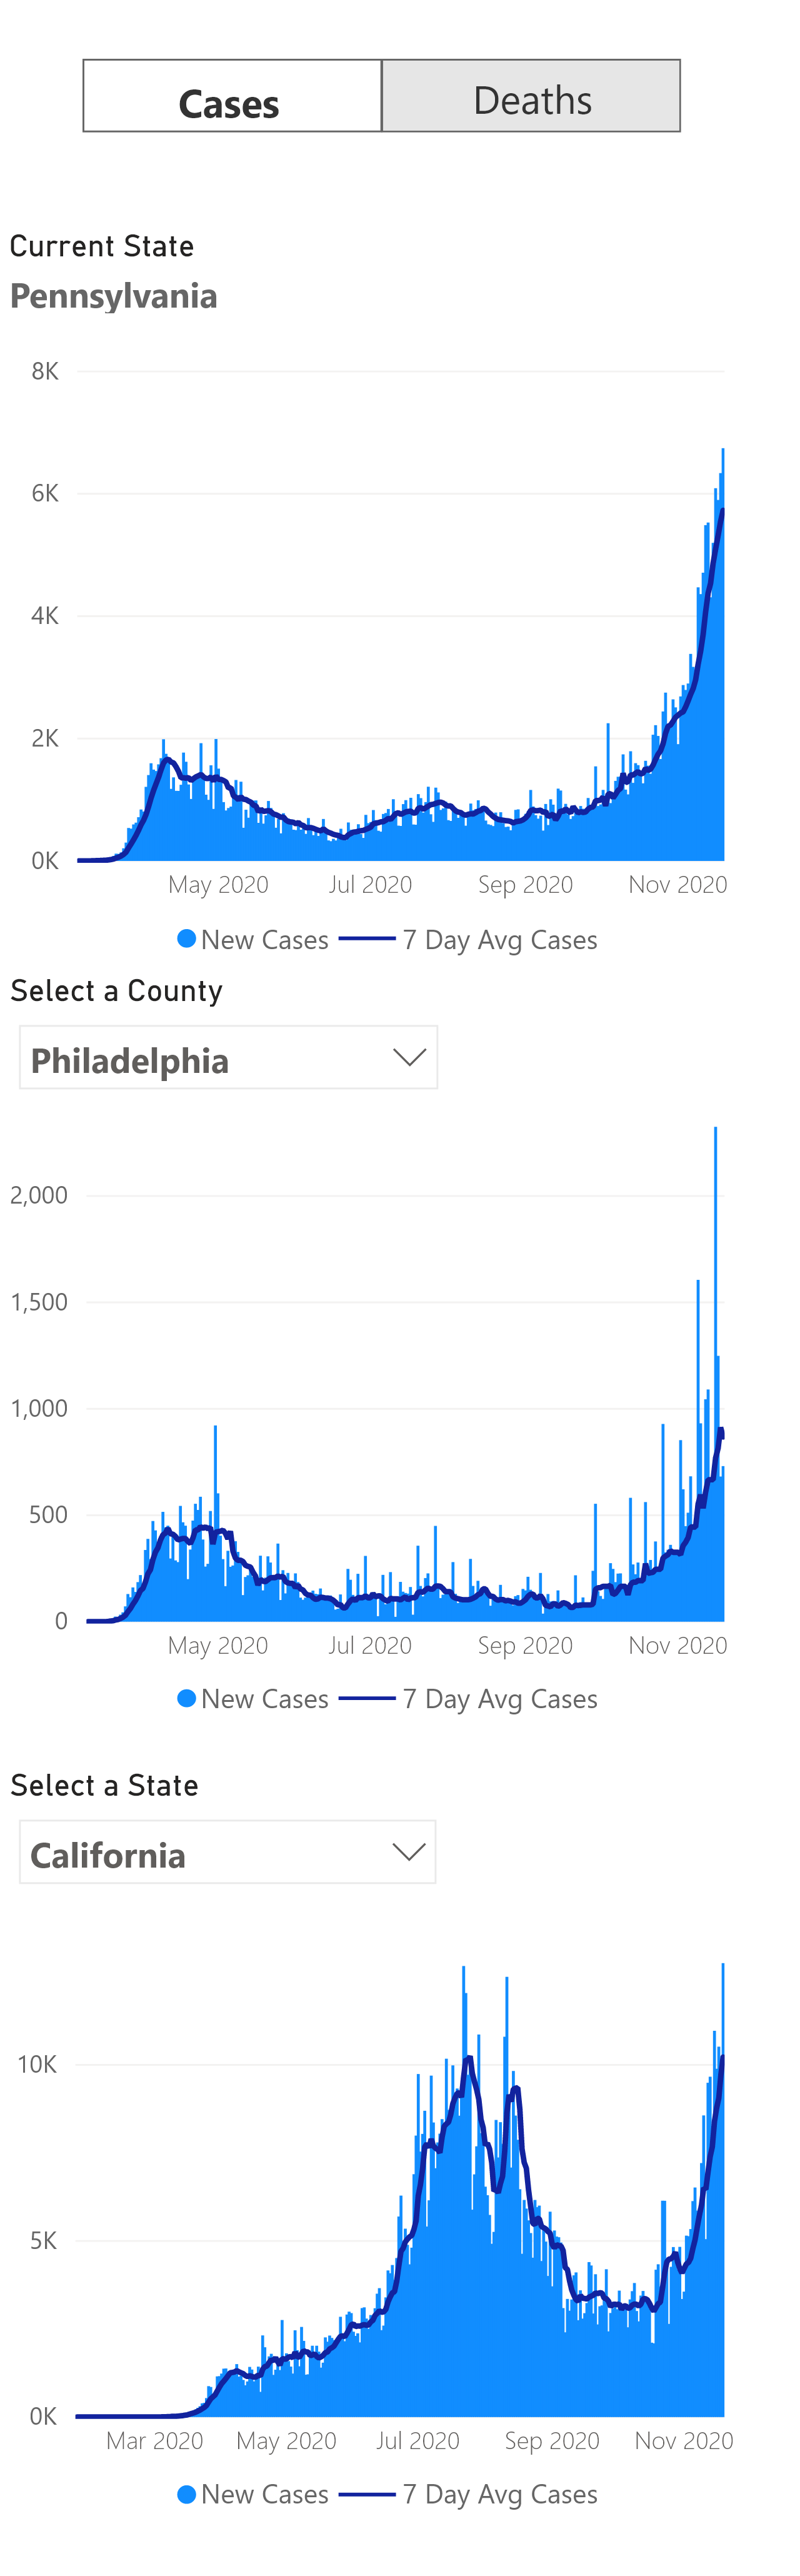 Cases Deaths
Current State
Pennsylvania
8K
6K
4K
2K
0K
May 2020 Jul 2020 Sep 2020 Nov 2020
New Cases 7 Day Avg Cases
Select a County
Philadelphia
2,000
1,500
1,000
500
0
May 2020 Jul 2020 Sep 2020 Nov 2020
New Cases 7 Day Avg Cases
Select a State
California
10K
5K
0K
Mar 2020 May 2020 Jul 2020 Sep 2020 Nov 2020
New Cases 7 Day Avg Cases